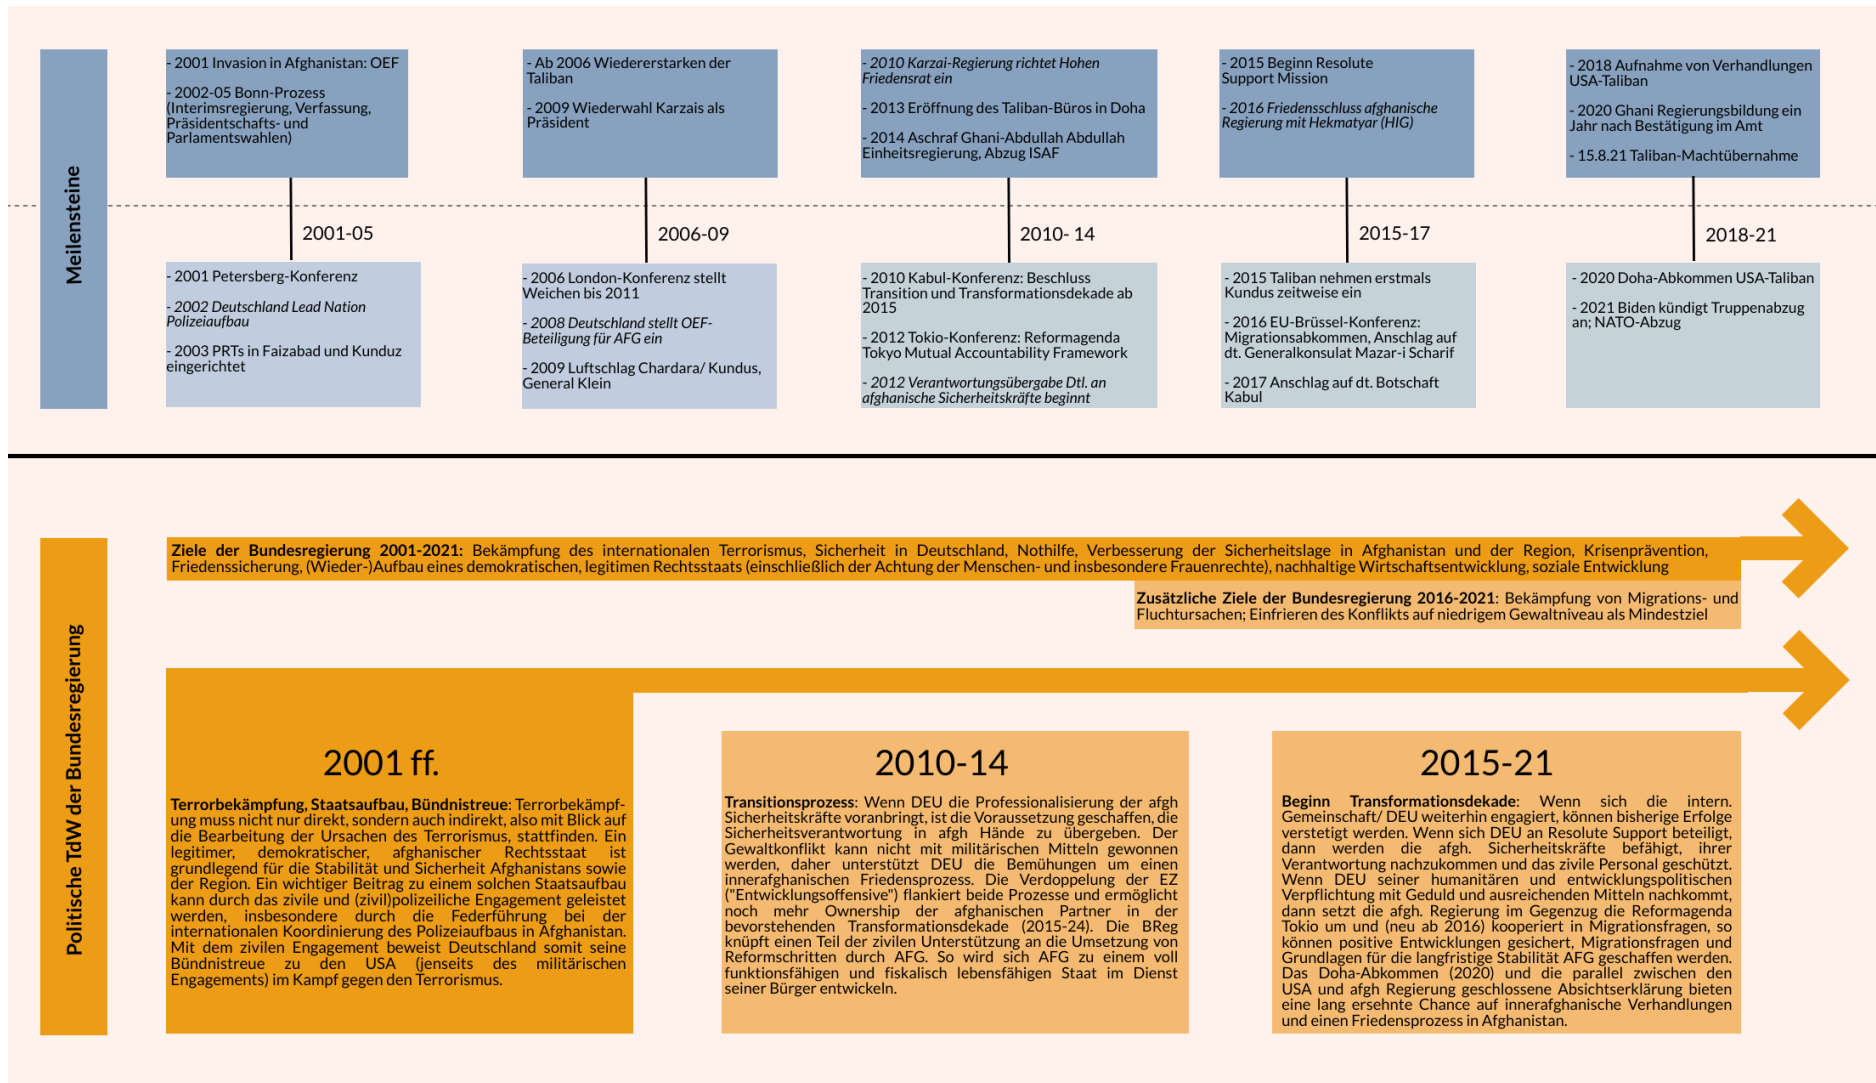 Meilensteine
- 2001 Invasion in Afghanistan: OEF
- 2002-05 Bonn-Prozess
(Interimsregierung, Verfassung,
Präsidentschafts- und
Parlamentswahlen)
- Ab 2006 Wiedererstarken der
Taliban
- 2009 Wiederwahl Karzais als
Präsident
- 2010 Karzai-Regierung richtet Hohen
Friedensrat ein
- 2013 Eröffnung des Taliban-Büros in Doha
- 2014 Aschraf Ghani-Abdullah Abdullah
Einheitsregierung, Abzug ISAF
- 2015 Beginn Resolute
Support Mission
- 2016 Friedensschluss afghanische
Regierung mit Hekmatyar (HIG)
- 2018 Aufnahme von Verhandlungen
USA-Taliban
- 2020 Ghani Regierungsbildung ein
Jahr nach Bestätigung im Amt
- 15.8.21 Taliban-Machtübernahme
2001-05
2006-09
2010- 14
2015-17
2018-21
- 2001 Petersberg-Konferenz
- 2002 Deutschland Lead Nation
Polizeiaufbau
- 2003 PRTs in Faizabad und Kunduz
eingerichtet
- 2006 London-Konferenz stellt
Weichen bis 2011
- 2008 Deutschland stellt OEF-
Beteiligung für AFG ein
- 2009 Luftschlag Chardara/ Kundus,
General Klein
- 2010 Kabul-Konferenz: Beschluss
Transition und Transformationsdekade ab
2015
- 2012 Tokio-Konferenz: Reformagenda
Tokyo Mutual Accountability Framework
- 2012 Verantwortungsübergabe Dtl. an
afghanische Sicherheitskräfte beginnt
- 2015 Taliban nehmen erstmals
Kundus zeitweise ein
- 2016 EU-Brüssel-Konferenz:
Migrationsabkommen, Anschlag auf
dt. Generalkonsulat Mazar-i Scharif
- 2017 Anschlag auf dt. Botschaft
Kabul
- 2020 Doha-Abkommen USA-Taliban
- 2021 Biden kündigt Truppenabzug
an; NATO-Abzug
Politische TdW der Bundesregierung
Ziele der Bundesregierung 2001-2021: Bekämpfung des internationalen Terrorismus, Sicherheit in Deutschland, Nothilfe, Verbesserung der Sicherheitslage in Afghanistan und der Region, Krisenprävention,
Friedenssicherung, (Wieder-)Aufbau eines demokratischen, legitimen Rechtsstaats (einschließlich der Achtung der Menschen- und insbesondere Frauenrechte), nachhaltige Wirtschaftsentwicklung, soziale Entwicklung
Zusätzliche Ziele der Bundesregierung 2016-2021: Bekämpfung von Migrations- und
Fluchtursachen; Einfrieren des Konflikts auf niedrigem Gewaltniveau als Mindestziel
2001 ff.
Terrorbekämpfung, Staatsaufbau, Bündnistreue: Terrorbekämpf-
ung muss nicht nur direkt, sondern auch indirekt, also mit Blick auf
die Bearbeitung der Ursachen des Terrorismus, stattfinden. Ein
legitimer, demokratischer, afghanischer Rechtsstaat ist
grundlegend für die Stabilität und Sicherheit Afghanistans sowie
der Region. Ein wichtiger Beitrag zu einem solchen Staatsaufbau
kann durch das zivile und (zivil)polizeiliche Engagement geleistet
werden, insbesondere durch die Federführung bei der
internationalen Koordinierung des Polizeiaufbaus in Afghanistan.
Mit dem zivilen Engagement beweist Deutschland somit seine
Bündnistreue zu den USA (jenseits des militärischen
Engagements) im Kampf gegen den Terrorismus.
2010-14
Transitionsprozess: Wenn DEU die Professionalisierung der afgh
Sicherheitskräfte voranbringt, ist die Voraussetzung geschaffen, die
Sicherheitsverantwortung in afgh Hände zu übergeben. Der
Gewaltkonflikt kann nicht mit militärischen Mitteln gewonnen
werden, daher unterstützt DEU die Bemühungen um einen
innerafghanischen Friedensprozess. Die Verdoppelung der EZ
("Entwicklungsoffensive") flankiert beide Prozesse und ermöglicht
noch mehr Ownership der afghanischen Partner in der
bevorstehenden Transformationsdekade (2015-24). Die BReg
knüpft einen Teil der zivilen Unterstützung an die Umsetzung von
Reformschritten durch AFG. So wird sich AFG zu einem voll
funktionsfähigen und fiskalisch lebensfähigen Staat im Dienst
seiner Bürger entwickeln.
2015-21
Beginn Transformationsdekade: Wenn sich die intern.
Gemeinschaft/ DEU weiterhin engagiert, können bisherige Erfolge
verstetigt werden. Wenn sich DEU an Resolute Support beteiligt,
dann werden die afgh. Sicherheitskräfte befähigt, ihrer
Verantwortung nachzukommen und das zivile Personal geschützt.
Wenn DEU seiner humanitären und entwicklungspolitischen
Verpflichtung mit Geduld und ausreichenden Mitteln nachkommt,
dann setzt die afgh. Regierung im Gegenzug die Reformagenda
Tokio um und (neu ab 2016) kooperiert in Migrationsfragen, so
können positive Entwicklungen gesichert, Migrationsfragen und
Grundlagen für die langfristige Stabilität AFG geschaffen werden.
Das Doha-Abkommen (2020) und die parallel zwischen den
USA und afgh Regierung geschlossene Absichtserklärung bieten
eine lang ersehnte Chance auf innerafghanische Verhandlungen
und einen Friedensprozess in Afghanistan.